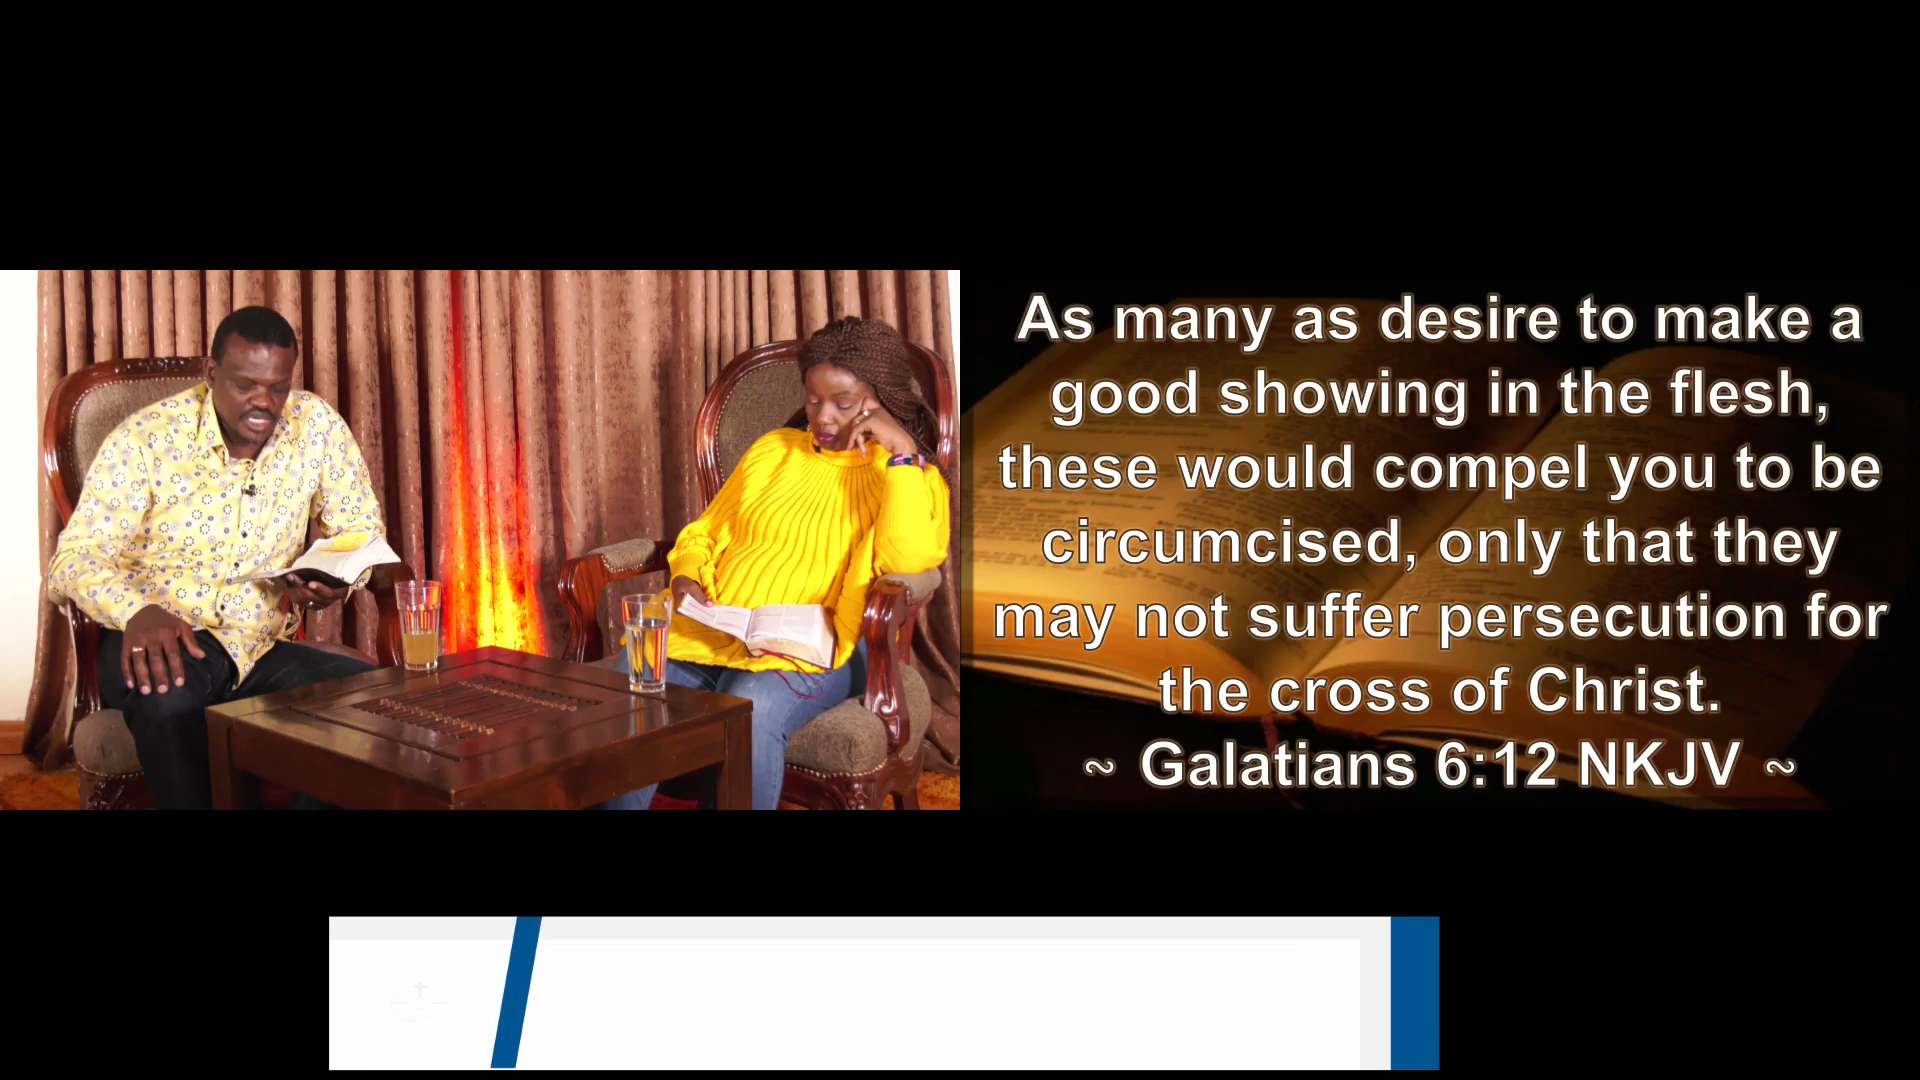 As many as desire to make a
good showing in the flesh,
these would compel you to be
circumcised, only that they
may not suffer persecution for
the cross of Christ.
~ Galatians 6:12 NKJV ~